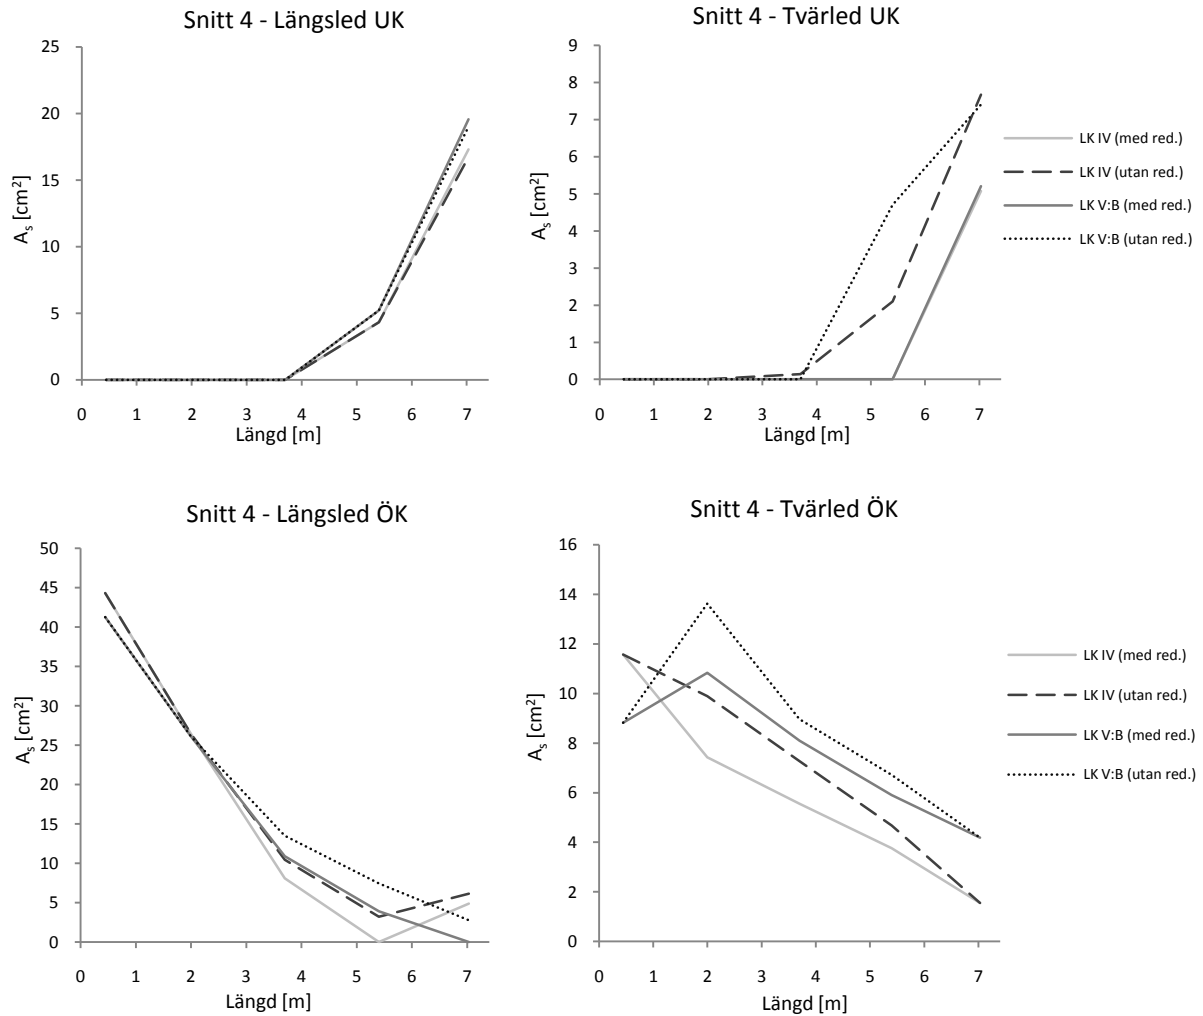 Snitt 4 - Längsled UK
25
20
15
10
5
0
0 1 2 3 4 5 6 7
A_s [cm²]
Längd [m]
Snitt 4 - Tvärled UK
9
8
7
6
5
4
3
2
1
0
0 1 2 3 4 5 6 7
A_s [cm²]
Längd [m]
LK IV (med red.)
LK IV (utan red.)
LK V:B (med red.)
LK V:B (utan red.)
Snitt 4 - Längsled ÖK
50
45
40
35
30
25
20
15
10
5
0
0 1 2 3 4 5 6 7
A_s [cm²]
Längd [m]
Snitt 4 - Tvärled ÖK
16
14
12
10
8
6
4
2
0
0 1 2 3 4 5 6 7
A_s [cm²]
Längd [m]
LK IV (med red.)
LK IV (utan red.)
LK V:B (med red.)
LK V:B (utan red.)